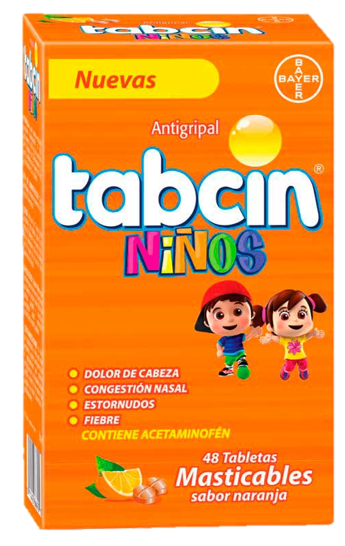 Nuevas
BAYER
BAYER
Antigripal
tabcin®
NIÑOS
DOLOR DE CABEZA
CONGESTIÓN NASAL
ESTORNUDOS
FIEBRE
CONTIENE ACETAMINOFÉN
48 Tabletas
Masticables
sabor naranja